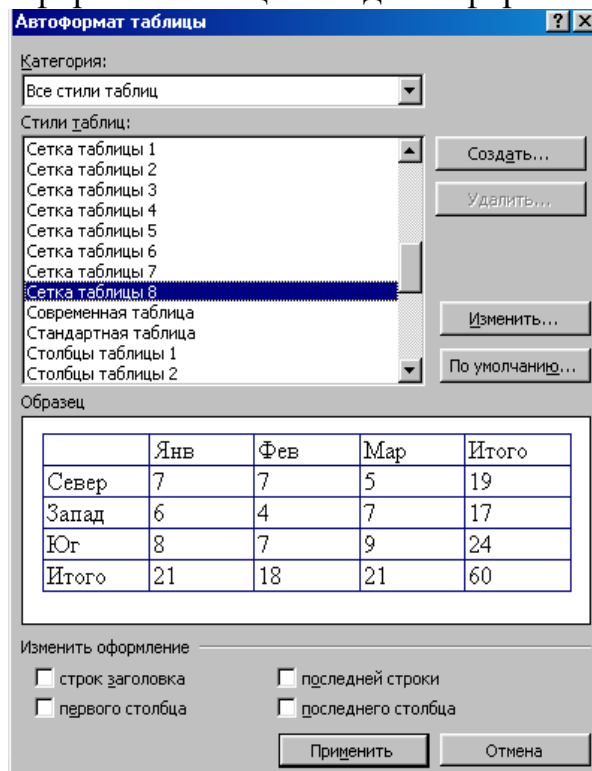 Автоформат таблицы
Категория:
Все стили таблиц
Стили таблиц:
Сетка таблицы 1
Сетка таблицы 2
Сетка таблицы 3
Сетка таблицы 4
Сетка таблицы 5
Сетка таблицы 6
Сетка таблицы 7
Сетка таблицы 8
Современная таблица
Стандартная таблица
Столбцы таблицы 1
Столбцы таблицы 2
Создать...
Удалить...
Изменить...
По умолчанию...
Образец
Янв Фев Мар Итого
Север 7 7 5 19
Запад 6 4 7 17
Юг 8 7 9 24
Итого 21 18 21 60
Изменить оформление
строк заголовка
последней строки
первого столбца
последнего столбца
Применить
Отмена